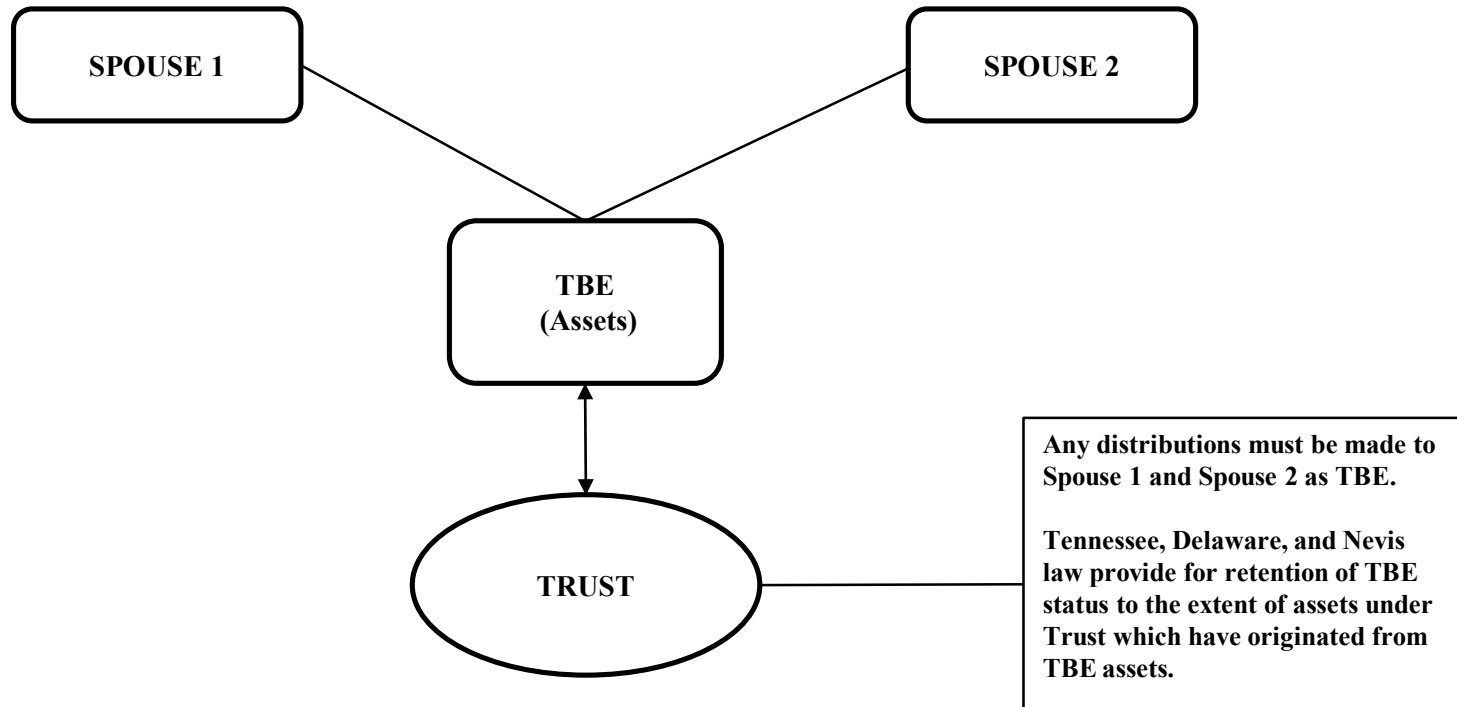 SPOUSE 1
SPOUSE 2
TBE
(Assets)
TRUST
Any distributions must be made to
Spouse 1 and Spouse 2 as TBE.
Tennessee, Delaware, and Nevis
law provide for retention of TBE
status to the extent of assets under
Trust which have originated from
TBE assets.